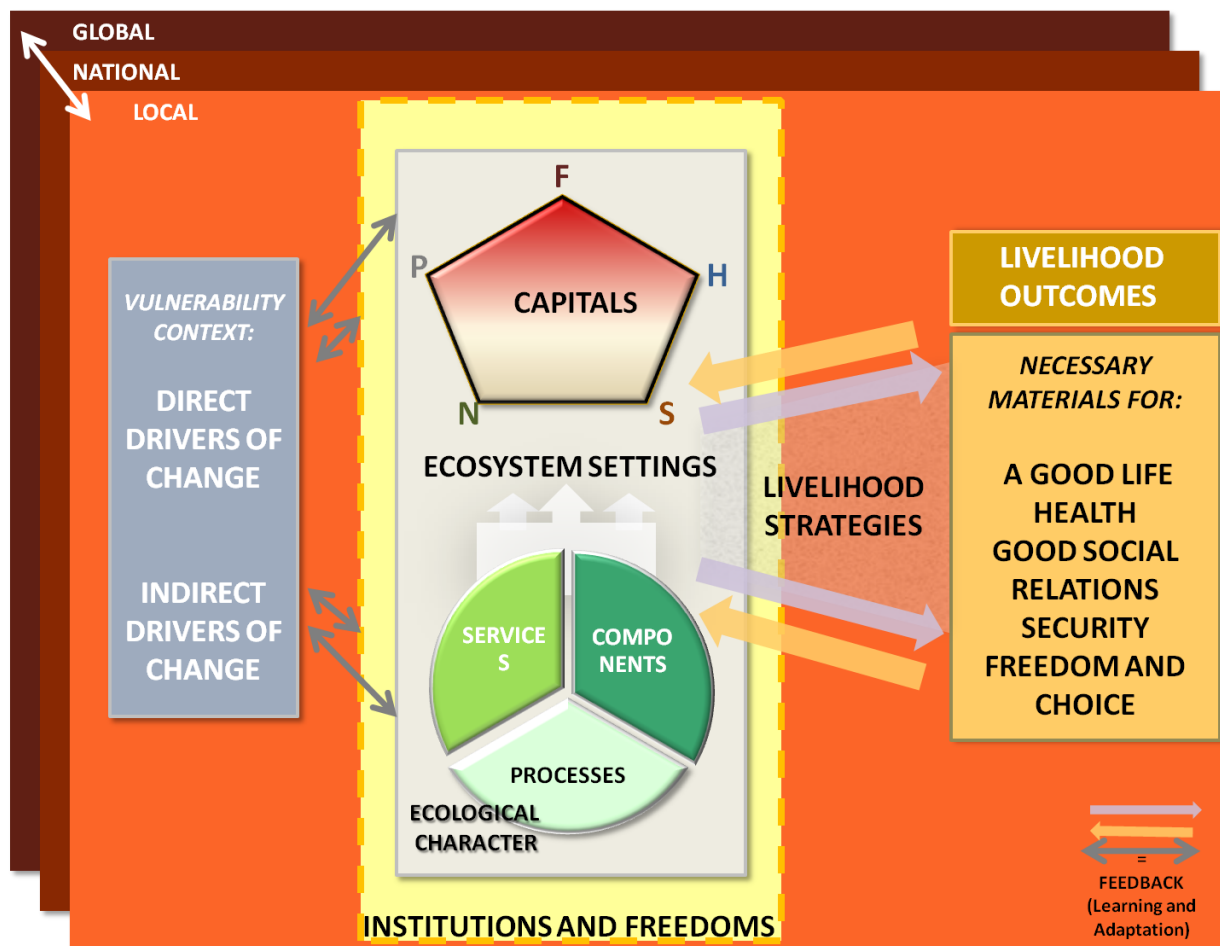 GLOBAL
NATIONAL
LOCAL
VULNERABILITY
CONTEXT:
DIRECT
DRIVERS OF
CHANGE
INDIRECT
DRIVERS OF
CHANGE
F
P
H
CAPITALS
N
S
ECOSYSTEM SETTINGS
SERVICE
S
COMPO
NENTS
PROCESSES
ECOLOGICAL
CHARACTER
INSTITUTIONS AND FREEDOMS
LIVELIHOOD
STRATEGIES
LIVELIHOOD
OUTCOMES
NECESSARY
MATERIALS FOR:
A GOOD LIFE
HEALTH
GOOD SOCIAL
RELATIONS
SECURITY
FREEDOM AND
CHOICE
=
FEEDBACK
(Learning and
Adaptation)